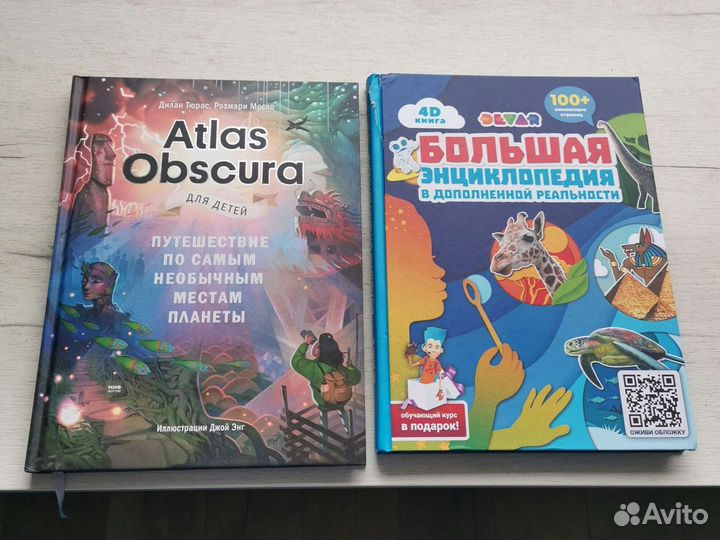 Дилан Тюрас, Розмари Моско
Atlas
Obscura
ДЛЯ ДЕТЕЙ
ПУТЕШЕСТВИЕ
ПО САМЫМ
НЕОБЫЧНЫМ
МЕСТАМ
ПЛАНЕТЫ
МИФ
Иллюстрации Джой Энг
4D
книга
DEVAR
100+
оживающих
страниц
БОЛЬШАЯ
ЭНЦИКЛОПЕДИЯ
В ДОПОЛНЕННОЙ РЕАЛЬНОСТИ
обучающий курс
в подарок!
ОЖИВИ ОБЛОЖКУ
Avito